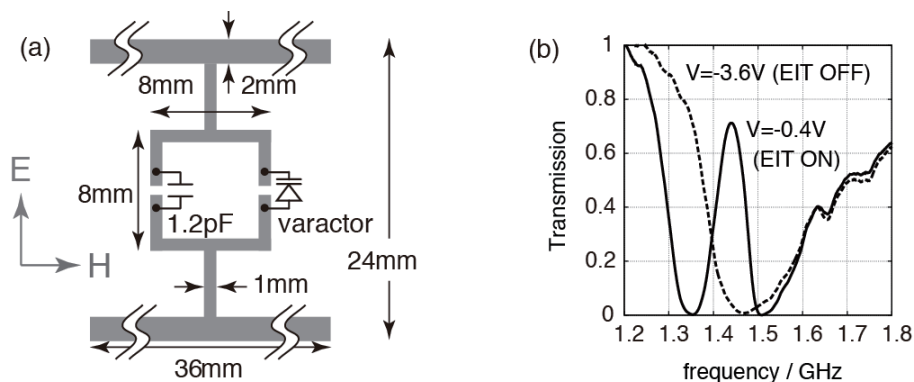 (a)
8mm
2mm
E
H
8mm
1.2pF
varactor
24mm
1mm
36mm
(b)
Transmission
1
0.8
0.6
0.4
0.2
0
V=-3.6V (EIT OFF)
V=-0.4V
(EIT ON)
1.2 1.3 1.4 1.5 1.6 1.7 1.8
frequency / GHz